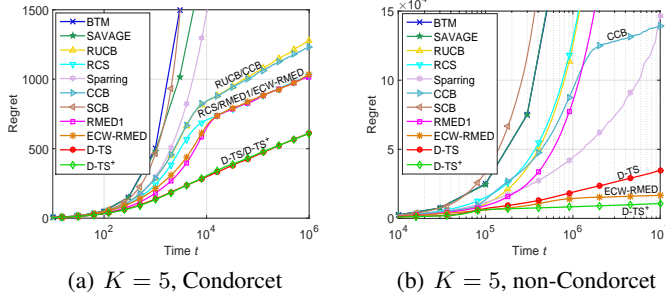 1500
1000
500
0
Regret
BTM
SAVAGE
RUCB
RCS
Sparring
CCB
SCB
RMED1
ECW-RMED
D-TS
D-TS+
RUCB/CCB
RCS/RMED1/ECW-RMED
D-TS/D-TS+
10^2
10^4
10^6
Time t
(a) K = 5, Condorcet
15
10
5
0
Regret
BTM
SAVAGE
RUCB
RCS
Sparring
CCB
SCB
RMED1
ECW-RMED
D-TS
D-TS+
CCB
D-TS
ECW-RMED
D-TS+
10^4
10^5
10^6
Time t
(b) K = 5, non-Condorcet